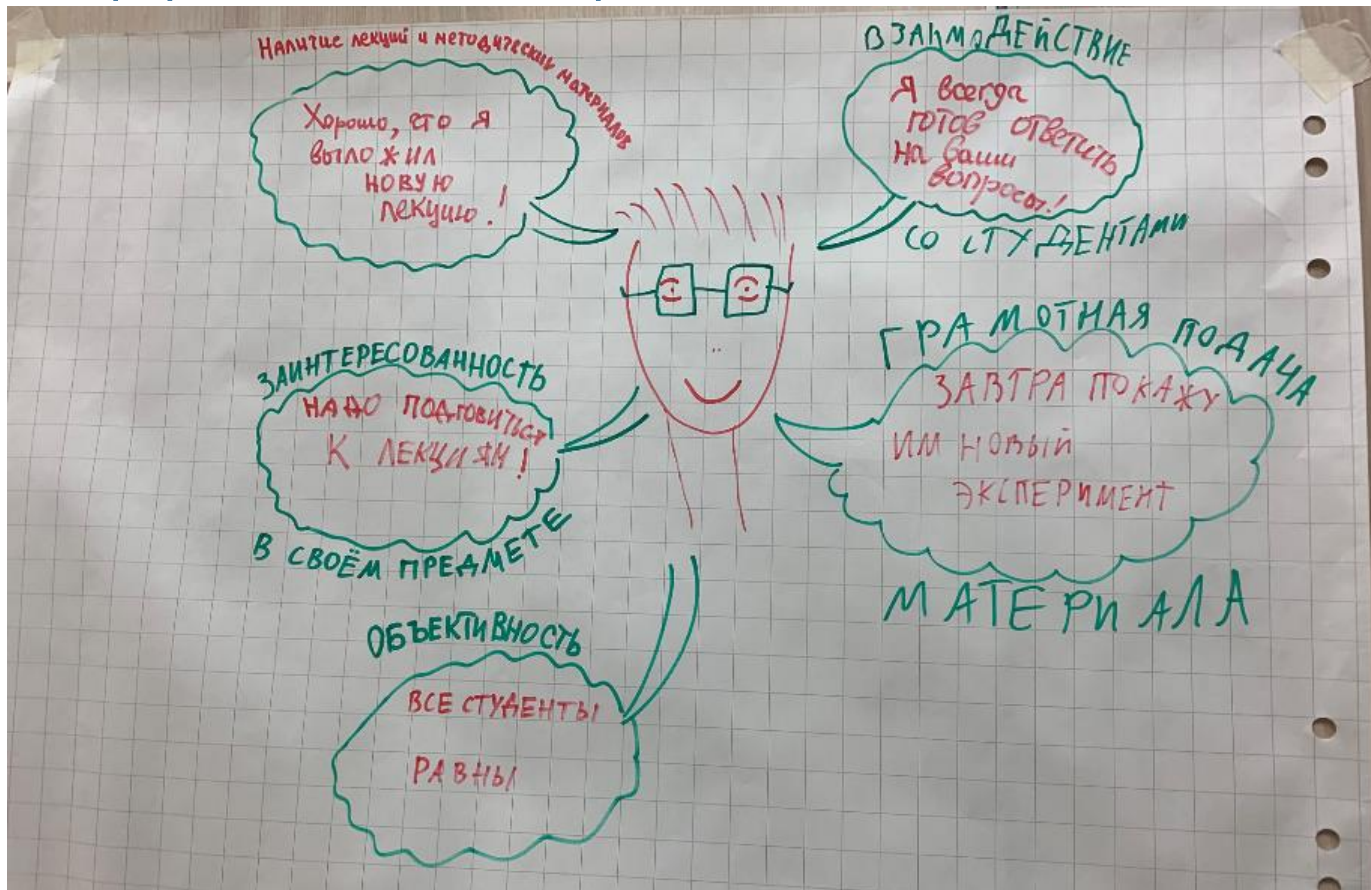 Наличие лекций и методических материалов
Хорошо, что я
выложил
новую
лекцию!
ВЗАИМОДЕЙСТВИЕ
Я всегда
готов ответить
на ваши
вопросы!
СО СТУДЕНТАМИ
ЗАИНТЕРЕСОВАННОСТЬ
НАДО ПОДГОВИТЬСЯ
К ЛЕКЦИЯМ!
В СВОЁМ ПРЕДМЕТЕ
ГРАМОТНАЯ ПОДАЧА
ЗАВТРА ПОКАЖУ
ИМ НОВЫЙ
ЭКСПЕРИМЕНТ
МАТЕРИАЛА
ОБЪЕКТИВНОСТЬ
ВСЕ СТУДЕНТЫ
РАВНЫ